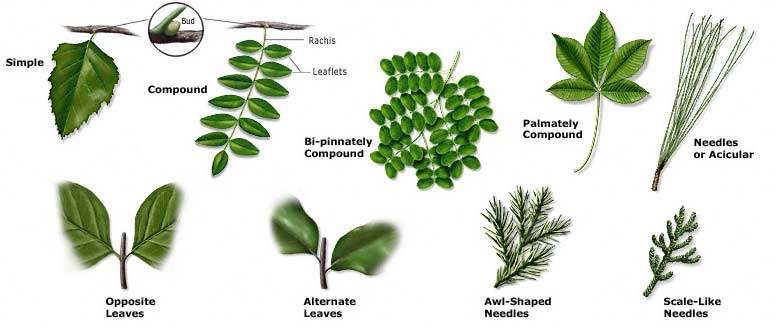 Bud
Rachis
Leaflets
Simple
Compound
Bi-pinnately
Compound
Palmately
Compound
Needles
or Acicular
Opposite
Leaves
Alternate
Leaves
Awl-Shaped
Needles
Scale-Like
Needles